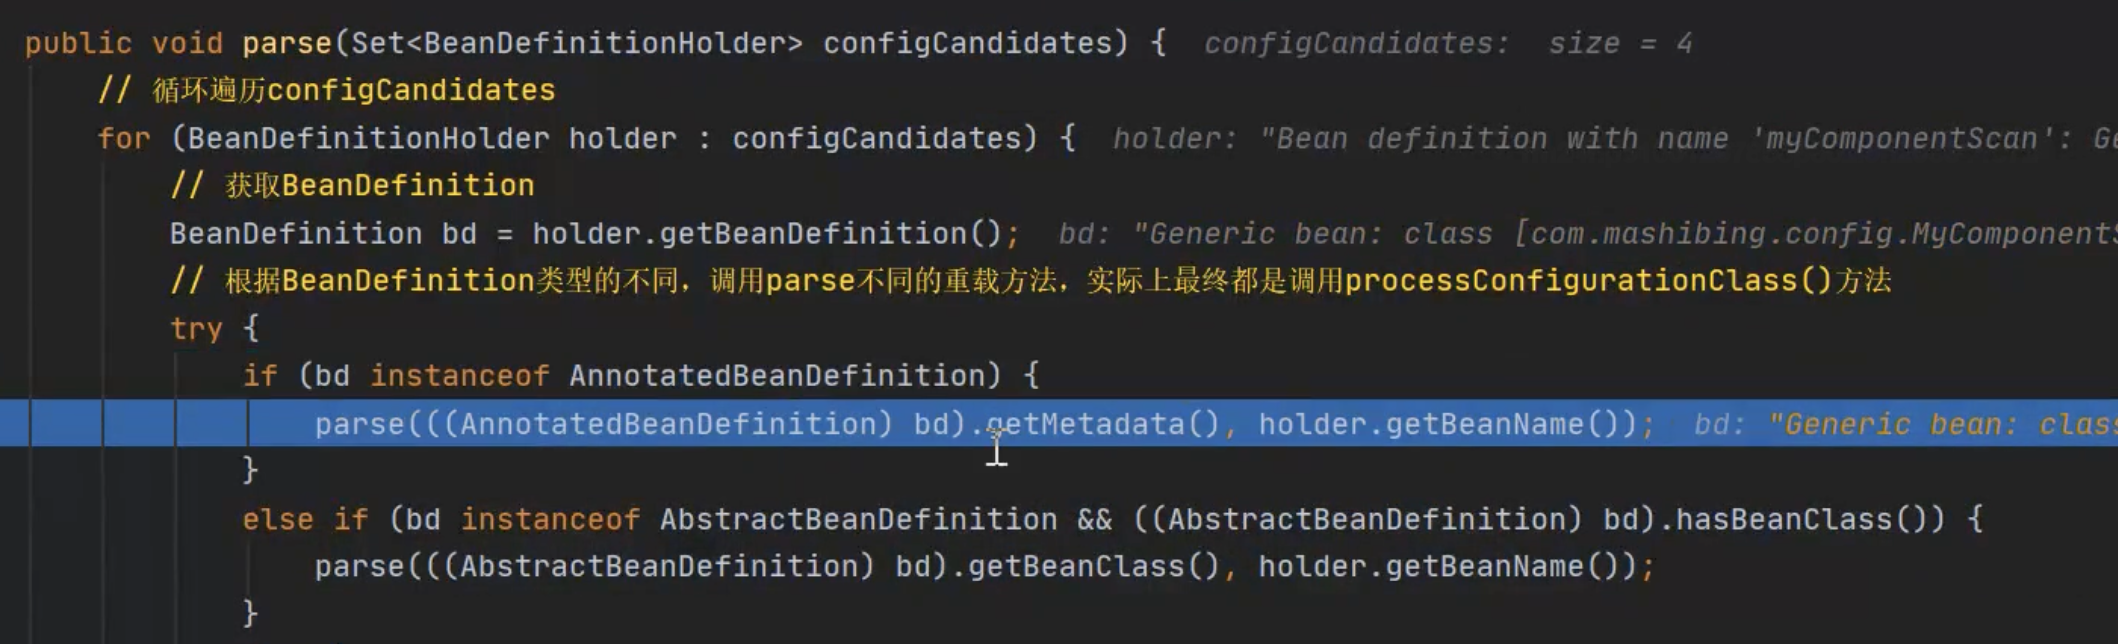 public void parse(Set<BeanDefinitionHolder> configCandidates) {  configCandidates:  size = 4
// 循环遍历configCandidates
for (BeanDefinitionHolder holder : configCandidates) {  holder: "Bean definition with name 'myComponentScan': Ge
// 获取BeanDefinition
BeanDefinition bd = holder.getBeanDefinition();  bd: "Generic bean: class [com.mashibing.config.MyComponentS
// 根据BeanDefinition类型的不同，调用parse不同的重载方法，实际上最终都是调用processConfigurationClass()方法
try {
if (bd instanceof AnnotatedBeanDefinition) {
parse(((AnnotatedBeanDefinition) bd).getMetadata(), holder.getBeanName());  bd: "Generic bean: class
}
else if (bd instanceof AbstractBeanDefinition && ((AbstractBeanDefinition) bd).hasBeanClass()) {
parse(((AbstractBeanDefinition) bd).getBeanClass(), holder.getBeanName());
}